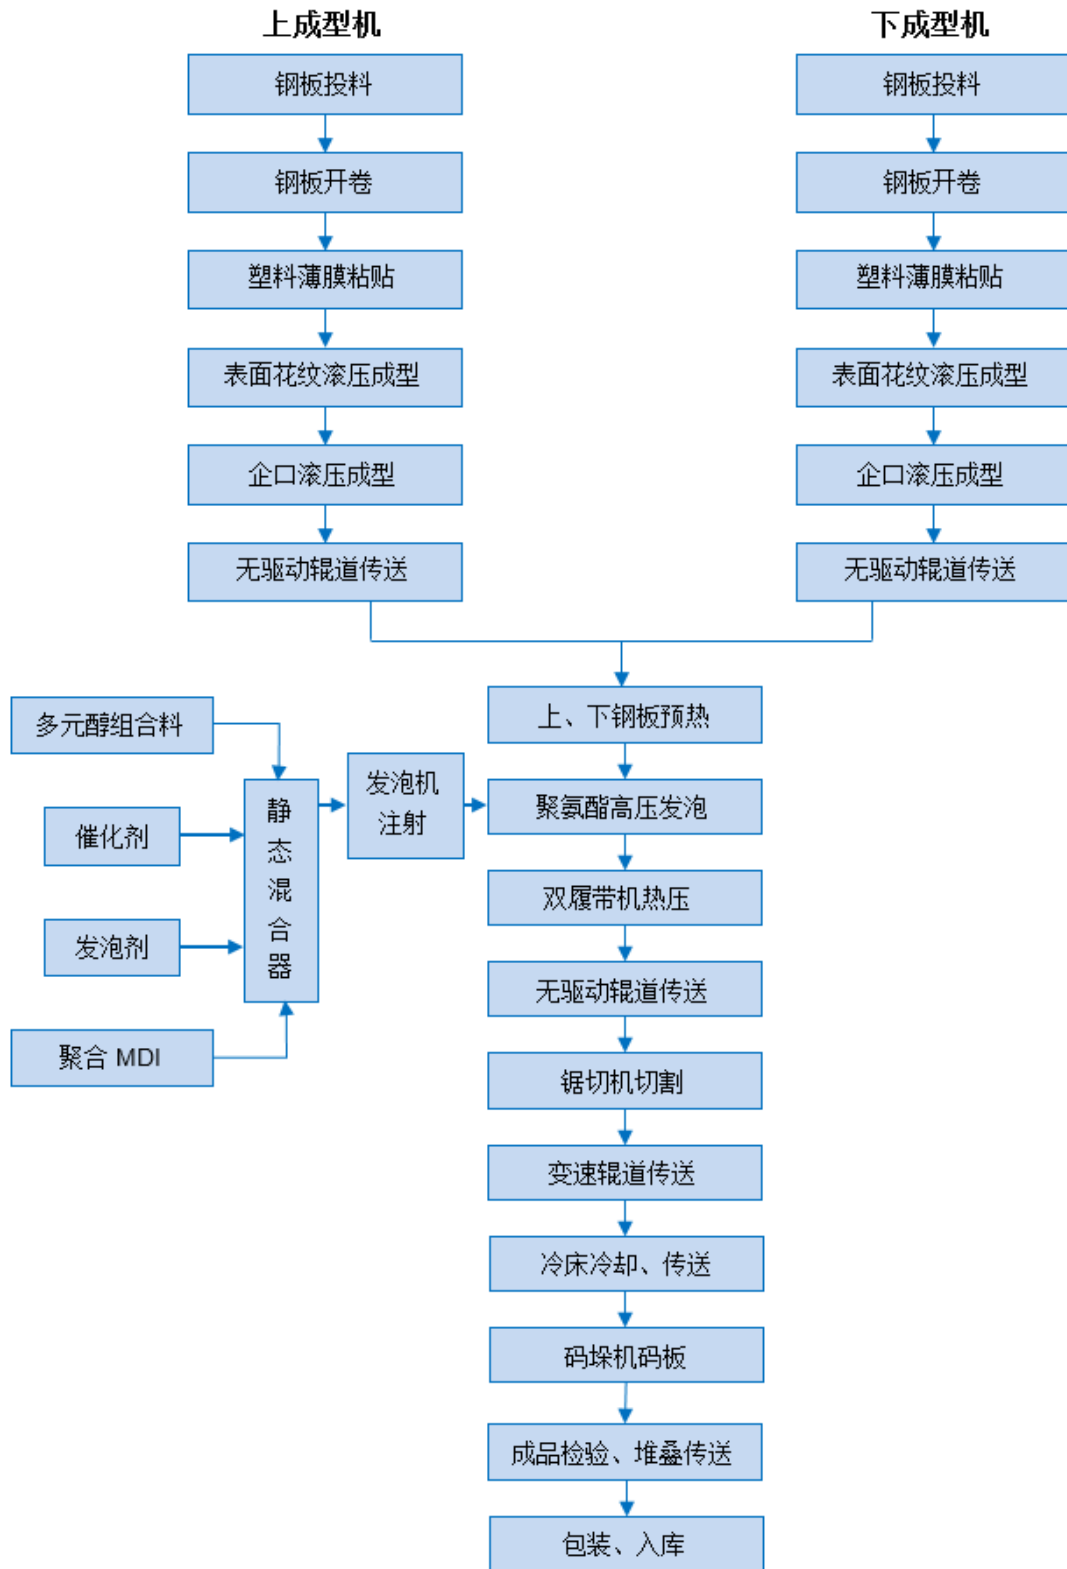 上成型机
下成型机
钢板投料
钢板投料
钢板开卷
钢板开卷
塑料薄膜粘贴
塑料薄膜粘贴
表面花纹滚压成型
表面花纹滚压成型
企口滚压成型
企口滚压成型
无驱动辊道传送
无驱动辊道传送
多元醇组合料
催化剂
发泡剂
聚合 MDI
静
态
混
合
器
发泡机
注射
上、下钢板预热
聚氨酯高压发泡
双履带机热压
无驱动辊道传送
锯切机切割
变速辊道传送
冷床冷却、传送
码垛机码板
成品检验、堆叠传送
包装、入库